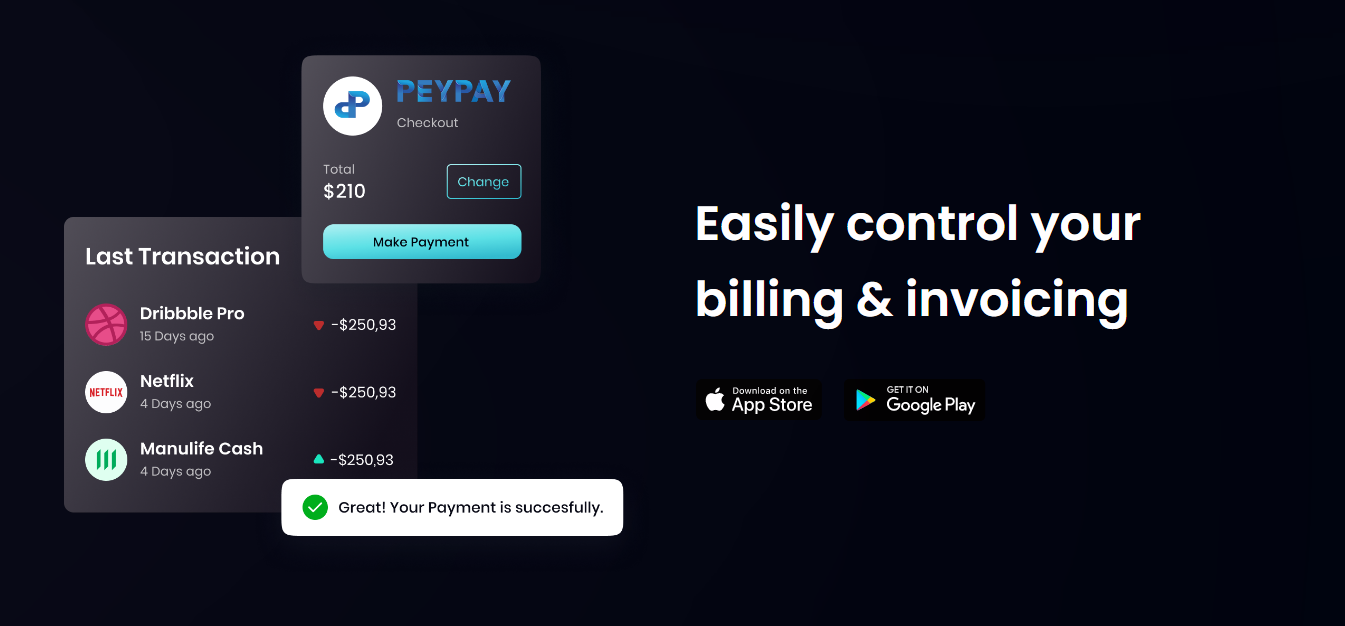 PEYPAY
Checkout
Total
$210
Change
Make Payment
Last Transaction
Dribbble Pro
15 Days ago
-$250,93
NETFLIX
Netflix
4 Days ago
-$250,93
Manulife Cash
4 Days ago
-$250,93
Great! Your Payment is succesfully.
Easily control your
billing & invoicing
Download on the
App Store
GET IT ON
Google Play